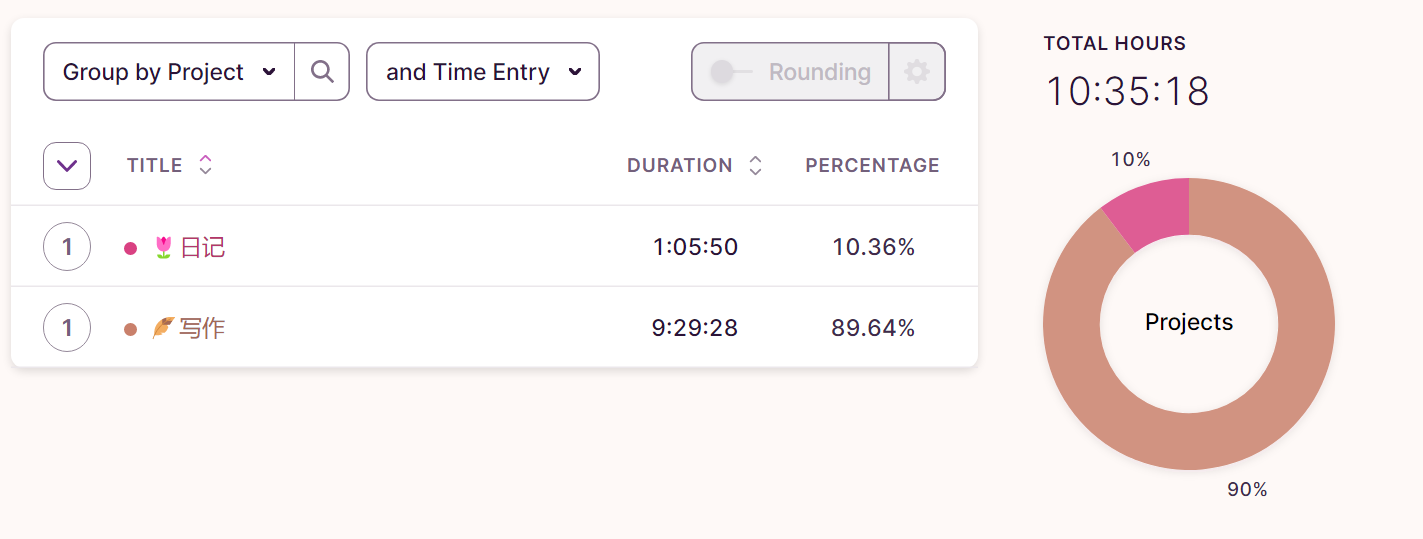 Group by Project and Time Entry Rounding
TITLE DURATION PERCENTAGE
1 🌷日记 1:05:50 10.36%
1 🪶写作 9:29:28 89.64%
TOTAL HOURS
10:35:18
10%
Projects
90%